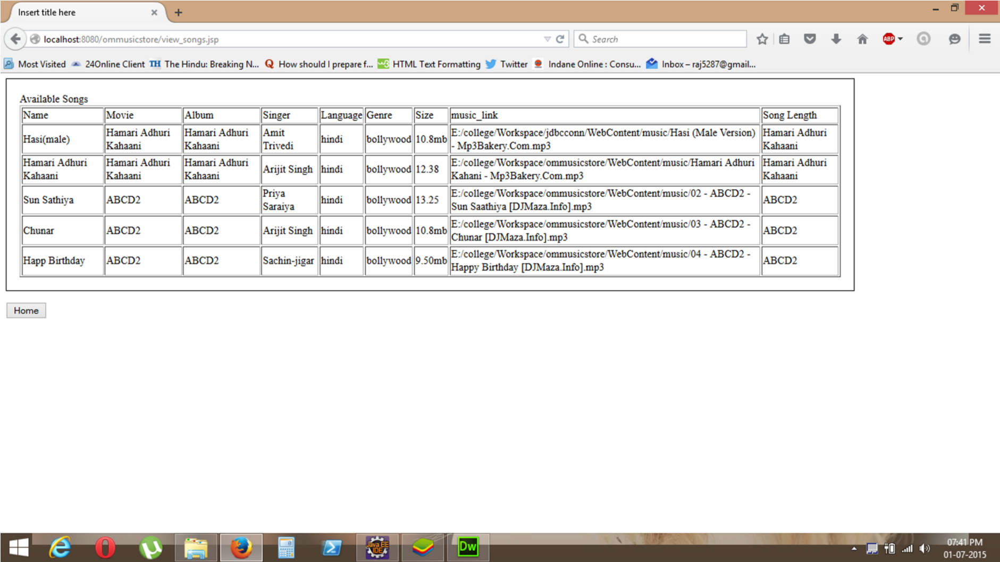 Insert title here
localhost:8080/ommusicstore/view_songs.jsp
Search
ABP
Most Visited 24Online Client TH The Hindu: Breaking N... Q How should I prepare f... HTML Text Formatting Twitter Indane Online : Consu... Inbox – raj5287@gmail...
Available Songs
Name Movie Album Singer Language Genre Size music_link Song Length
Hasi(male) Hamari Adhuri Kahaani Hamari Adhuri Kahaani Amit Trivedi hindi bollywood 10.8mb E:/college/Workspace/jdbcconn/WebContent/music/Hasi (Male Version) - Mp3Bakery.Com.mp3 Hamari Adhuri Kahaani
Hamari Adhuri Kahaani Hamari Adhuri Kahaani Hamari Adhuri Kahaani Arijit Singh hindi bollywood 12.38 E:/college/Workspace/ommusicstore/WebContent/music/Hamari Adhuri Kahani - Mp3Bakery.Com.mp3 Hamari Adhuri Kahaani
Sun Sathiya ABCD2 ABCD2 Priya Saraiya hindi bollywood 13.25 E:/college/Workspace/ommusicstore/WebContent/music/02 - ABCD2 - Sun Saathiya [DJMaza.Info].mp3 ABCD2
Chunar ABCD2 ABCD2 Arijit Singh hindi bollywood 10.8mb E:/college/Workspace/ommusicstore/WebContent/music/03 - ABCD2 - Chunar [DJMaza.Info].mp3 ABCD2
Happ Birthday ABCD2 ABCD2 Sachin-jigar hindi bollywood 9.50mb E:/college/Workspace/ommusicstore/WebContent/music/04 - ABCD2 - Happy Birthday [DJMaza.Info].mp3 ABCD2
Home
Java EE
IDE
Dw
07:41 PM
01-07-2015